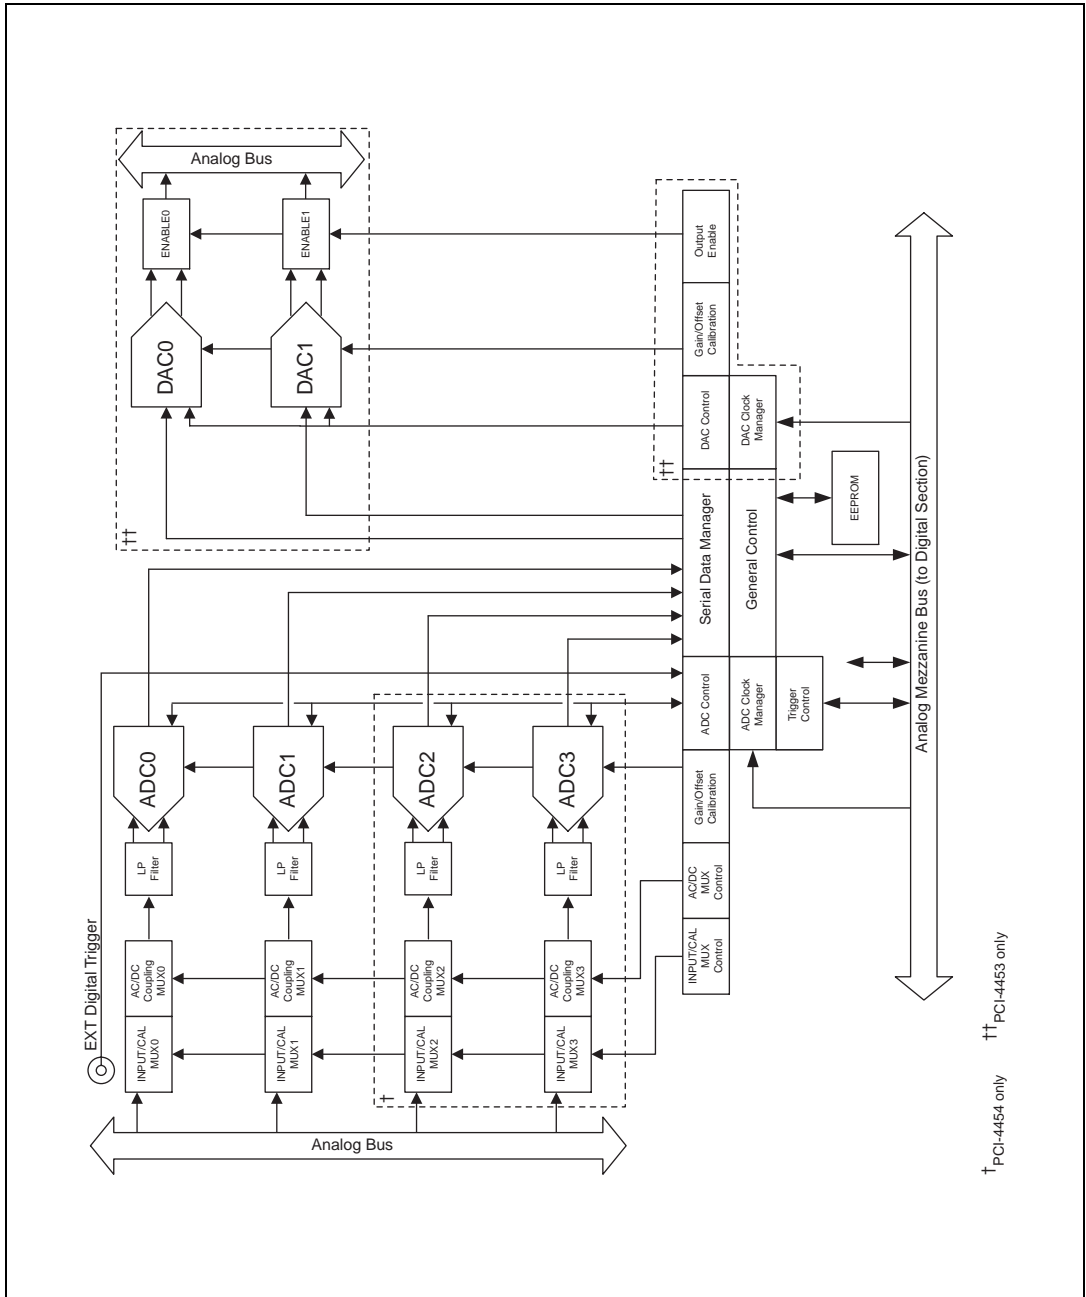 Analog Bus
ENABLE0
ENABLE1
DAC0
DAC1
††
Output
Enable
Gain/Offset
Calibration
DAC Control
DAC Clock
Manager
††
Serial Data Manager
General Control
EEPROM
Analog Mezzanine Bus (to Digital Section)
ADC0
ADC1
ADC2
ADC3
ADC Control
ADC Clock
Manager
Trigger
Control
Gain/Offset
Calibration
LP
Filter
LP
Filter
LP
Filter
LP
Filter
AC/DC
MUX
Control
INPUT/CAL
MUX
Control
EXT Digital Trigger
AC/DC
Coupling
MUX0
AC/DC
Coupling
MUX1
AC/DC
Coupling
MUX2
AC/DC
Coupling
MUX3
INPUT/CAL
MUX0
INPUT/CAL
MUX1
INPUT/CAL
MUX2
INPUT/CAL
MUX3
†
Analog Bus
†PCI-4454 only
††PCI-4453 only